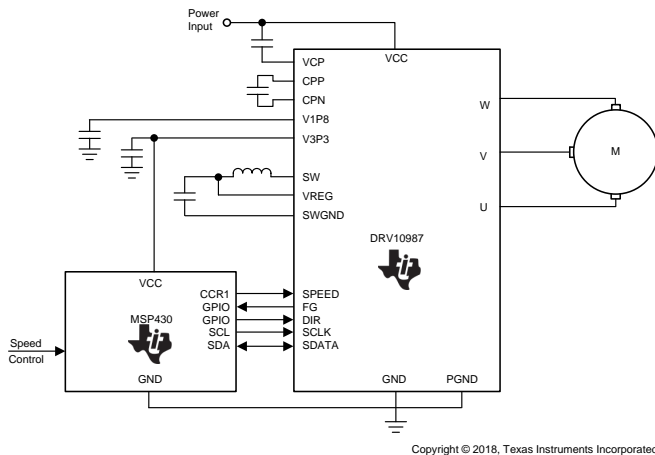 Power
Input
VCP
VCC
CPP
CPN
V1P8
V3P3
SW
VREG
SWGND
W
V
U
M
DRV10987
VCC
MSP430
CCR1
GPIO
GPIO
SCL
SDA
SPEED
FG
DIR
SCLK
SDATA
Speed
Control
GND
GND
PGND
Copyright © 2018, Texas Instruments Incorporated